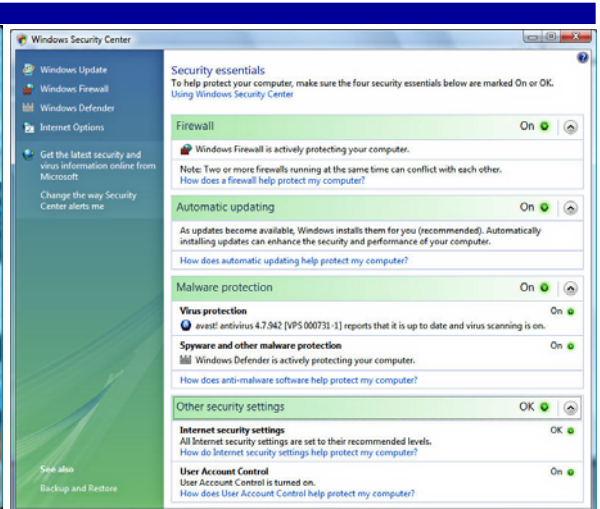 Windows Security Center
Windows Update
Windows Firewall
Windows Defender
Internet Options
Get the latest security and
virus information online from
Microsoft
Change the way Security
Center alerts me
See also
Backup and Restore
Security essentials
To help protect your computer, make sure the four security essentials below are marked On or OK.
Using Windows Security Center
Firewall On
Windows Firewall is actively protecting your computer.
Note: Two or more firewalls running at the same time can conflict with each other.
How does a firewall help protect my computer?
Automatic updating On
As updates become available, Windows installs them for you (recommended). Automatically
installing updates can enhance the security and performance of your computer.
How does automatic updating help protect my computer?
Malware protection On
Virus protection On
avast! antivirus 4.7.942 [VPS 000731-1] reports that it is up to date and virus scanning is on.
Spyware and other malware protection On
Windows Defender is actively protecting your computer.
How does anti-malware software help protect my computer?
Other security settings OK
Internet security settings OK
All Internet security settings are set to their recommended levels.
How do Internet security settings help protect my computer?
User Account Control On
User Account Control is turned on.
How does User Account Control help protect my computer?